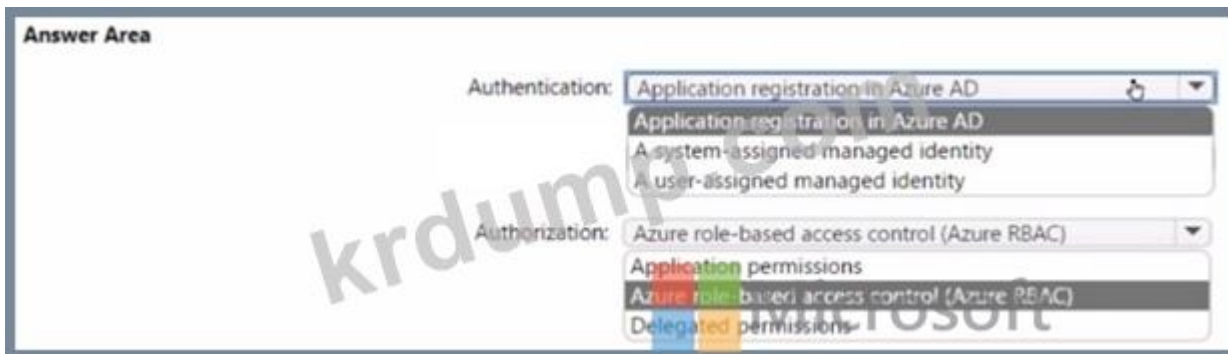 Answer Area
Authentication: Application registration in Azure AD
Application registration in Azure AD
A system-assigned managed identity
A user-assigned managed identity
Authorization: Azure role-based access control (Azure RBAC)
Application permissions
Azure role-based access control (Azure RBAC)
Delegated permissions
krdump.com
Microsoft